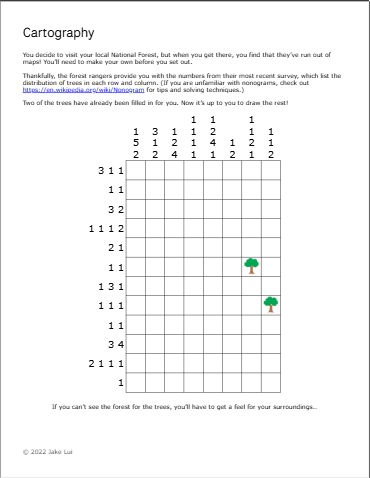 Cartography
You decide to visit your local National Forest, but when you get there, you find that they've run out of
maps! You'll need to make your own before you set out.
Thankfully, the forest rangers provide you with the numbers from their most recent survey, which list the
distribution of trees in each row and column. (If you are unfamiliar with nonograms, check out
https://en.wikipedia.org/wiki/Nonogram for tips and solving techniques.)
Two of the trees have already been filled in for you. Now it's up to you to draw the rest!
1 1 1
1 2 1
1 3 1 1 4 1 1
5 1 2 1 4 1 2 1
2 2 4 1 1 2 1 2
3 1 1
1 1
3 2
1 1 1 2
2 1
1 1
1 3 1
1 1 1
1 1
3 4
2 1 1 1
1
If you can't see the forest for the trees, you'll have to get a feel for your surroundings..
© 2022 Jake Lui